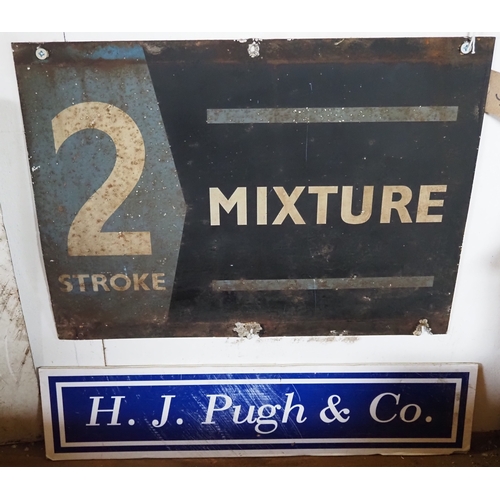 2
STROKE
MIXTURE
H. J. Pugh & Co.